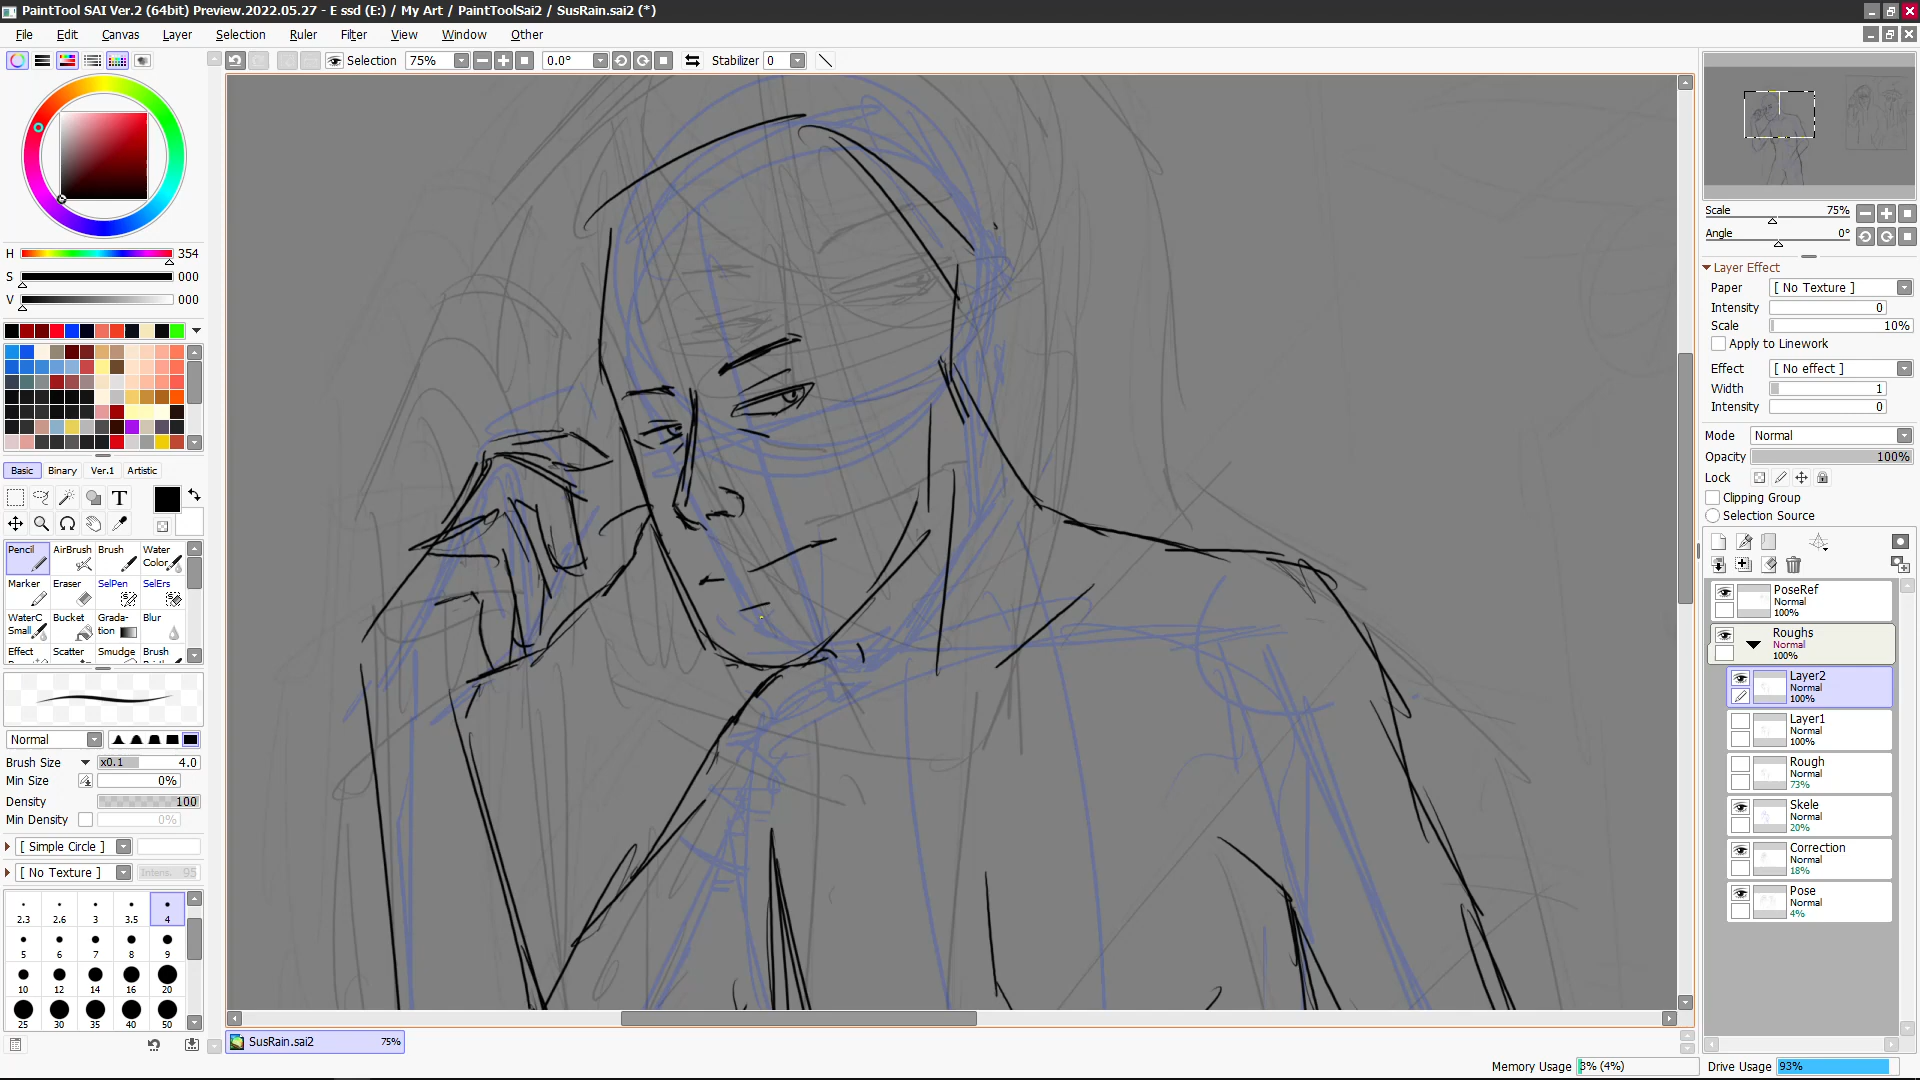 PaintTool SAI Ver.2 (64bit) Preview.2022.05.27 - E ssd (E:) / My Art / PaintToolSai2 / SusRain.sai2 (*)
File Edit Canvas Layer Selection Ruler Filter View Window Other
Selection 75% 0.0° Stabilizer 0
H 354
S 000
V 000
Basic Binary Ver.1 Artistic
T
Pencil AirBrush Brush Water Color
Marker Eraser SelPen SelErs
WaterC Small Bucket Grada-tion Blur
Effect Scatter Smudge
Normal
Brush Size x0.1 4.0
Min Size 0%
Density 100
Min Density 0%
[ Simple Circle ]
[ No Texture ] Intens. 95
2.3 2.6 3 3.5 4
5 6 7 8 9
10 12 14 16 20
25 30 35 40 50
SusRain.sai2 75%
Scale 75%
Angle 0°
Layer Effect
Paper [ No Texture ]
Intensity 0
Scale 10%
Apply to Linework
Effect [ No effect ]
Width 1
Intensity 0
Mode Normal
Opacity 100%
Lock
Clipping Group
Selection Source
PoseRef
Normal
100%
Roughs
Normal
100%
Layer2
Normal
100%
Layer1
Normal
100%
Rough
Normal
73%
Skele
Normal
20%
Correction
Normal
18%
Pose
Normal
4%
Memory Usage 3% (4%) Drive Usage 93%